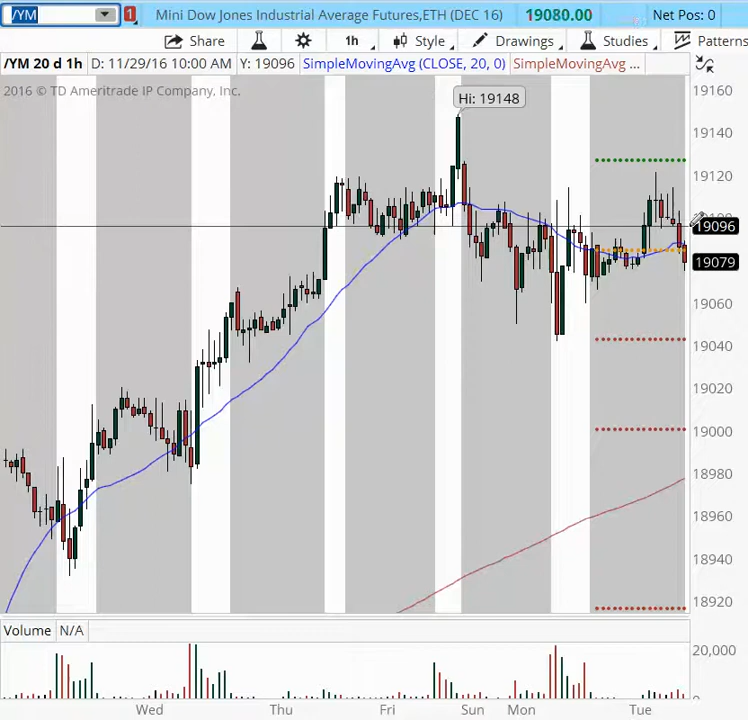 /YM Mini Dow Jones Industrial Average Futures,ETH (DEC 16) 19080.00 Net Pos: 0
1
Share 1h Style Drawings Studies Patterns
/YM 20 d 1h D: 11/29/16 10:00 AM Y: 19096 SimpleMovingAvg (CLOSE, 20, 0) SimpleMovingAvg ...
2016 © TD Ameritrade IP Company, Inc.
Hi: 19148
19160
19140
19120
19096
19079
19060
19040
19020
19000
18980
18960
18940
18920
Volume N/A
20,000
0
Wed Thu Fri Sun Mon Tue